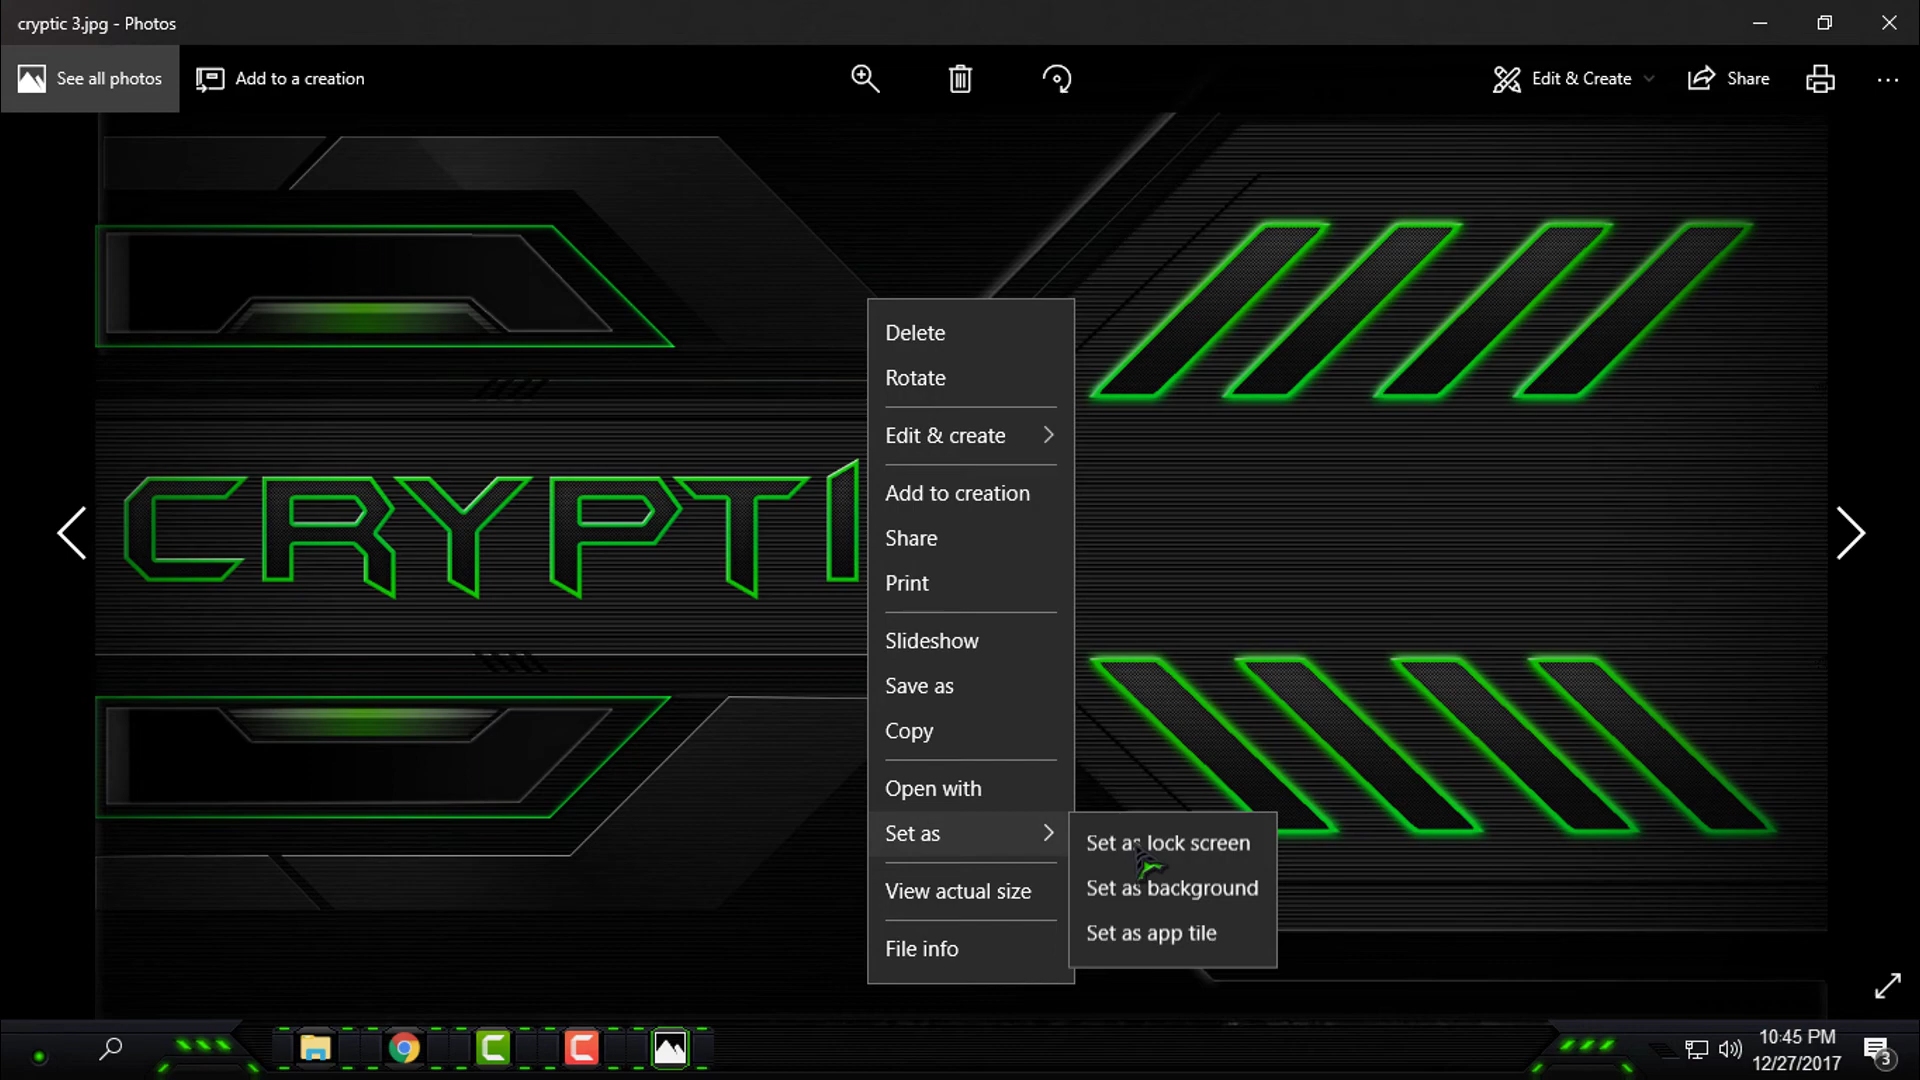 cryptic 3.jpg - Photos
See all photos
Add to a creation
Edit & Create
Share
Delete
Rotate
Edit & create
Add to creation
Share
Print
CRYPTI
Slideshow
Save as
Copy
Open with
Set as
Set as lock screen
Set as background
Set as app tile
View actual size
File info
10:45 PM
12/27/2017
3